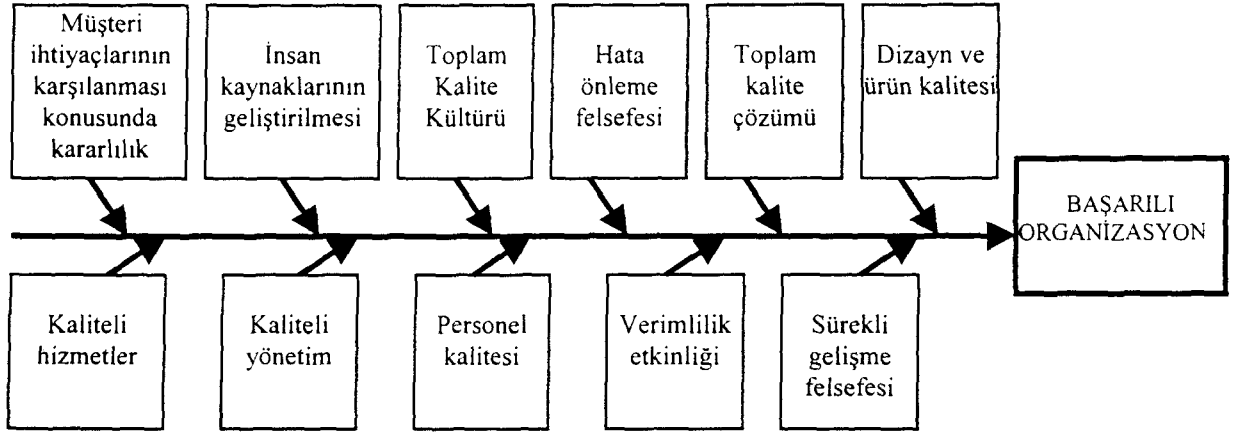 Müşteri
ihtiyaçlarının
karşılanması
konusunda
kararlılık
İnsan
kaynaklarının
geliştirilmesi
Toplam
Kalite
Kültürü
Hata
önleme
felsefesi
Toplam
kalite
çözümü
Dizayn ve
ürün kalitesi
BAŞARILI
ORGANİZASYON
Kaliteli
hizmetler
Kaliteli
yönetim
Personel
kalitesi
Verimlilik
etkinliği
Sürekli
gelişme
felsefesi